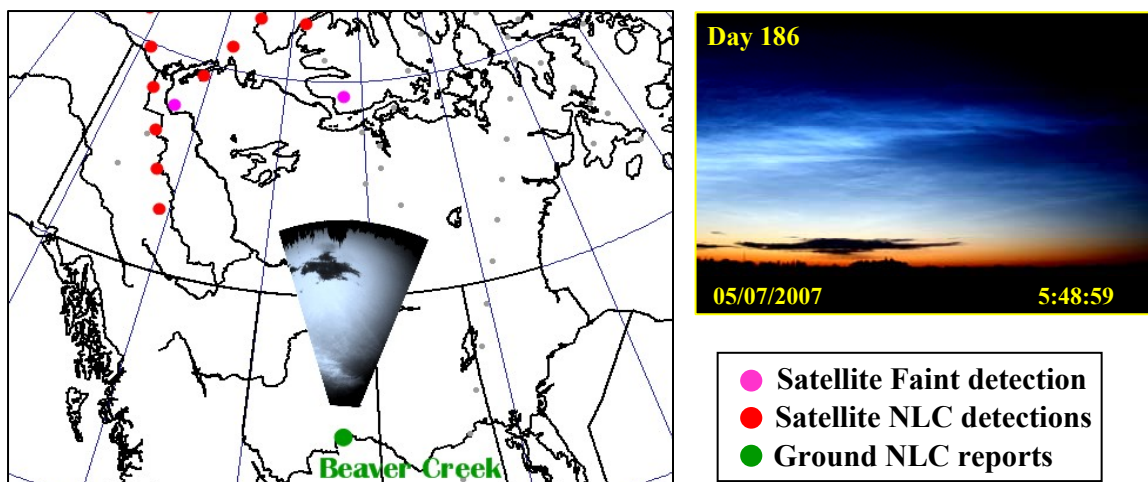 Beaver Creek
Day 186
05/07/2007 5:48:59
Satellite Faint detection
Satellite NLC detections
Ground NLC reports